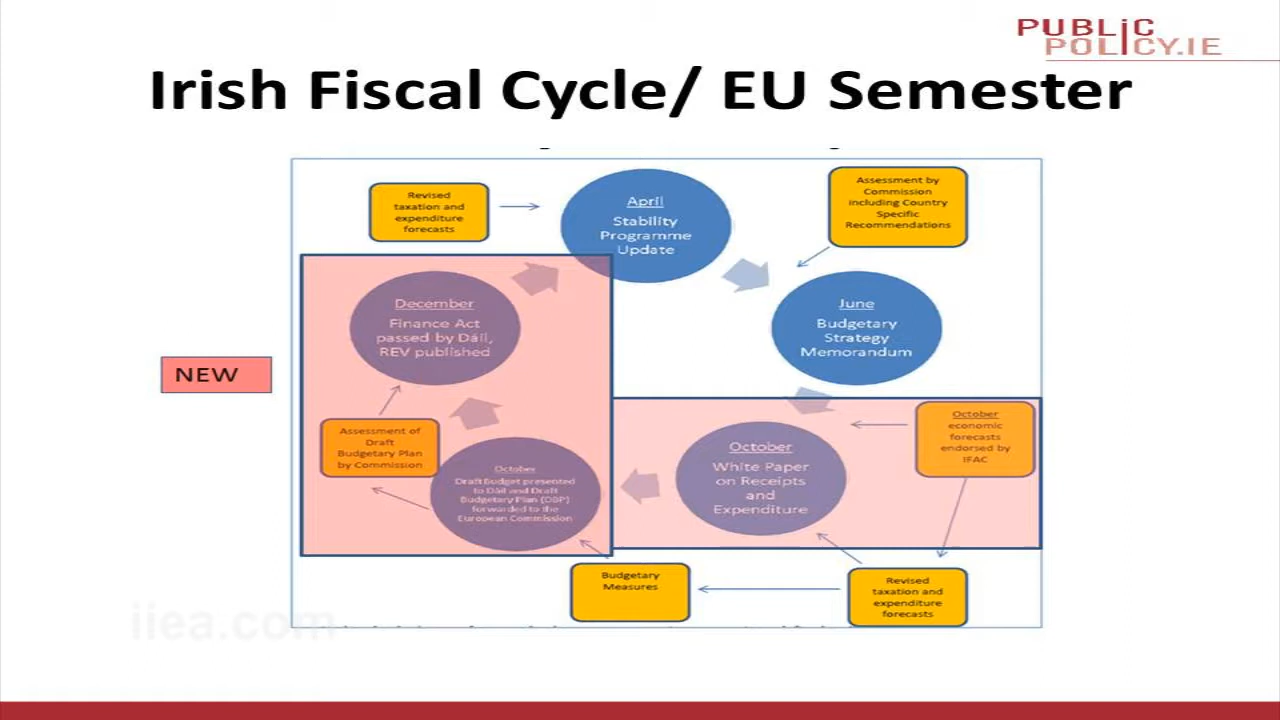 PUBLiC
POLiCY.IE
Irish Fiscal Cycle/ EU Semester
Revised
taxation and
expenditure
forecasts
April
Stability
Programme
Update
Assessment by
Commission
including Country
Specific
Recommendations
December
Finance Act
passed by Dáil,
REV published
June
Budgetary
Strategy
Memorandum
NEW
Assessment of
Draft
Budgetary Plan
by Commission
October
Draft Budget presented
to Dáil and Draft
Budgetary Plan (DBP)
forwarded to the
European Commission
October
White Paper
on Receipts
and
Expenditure
October
economic
forecasts
endorsed by
IFAC
Budgetary
Measures
Revised
taxation and
expenditure
forecasts
iiea.com